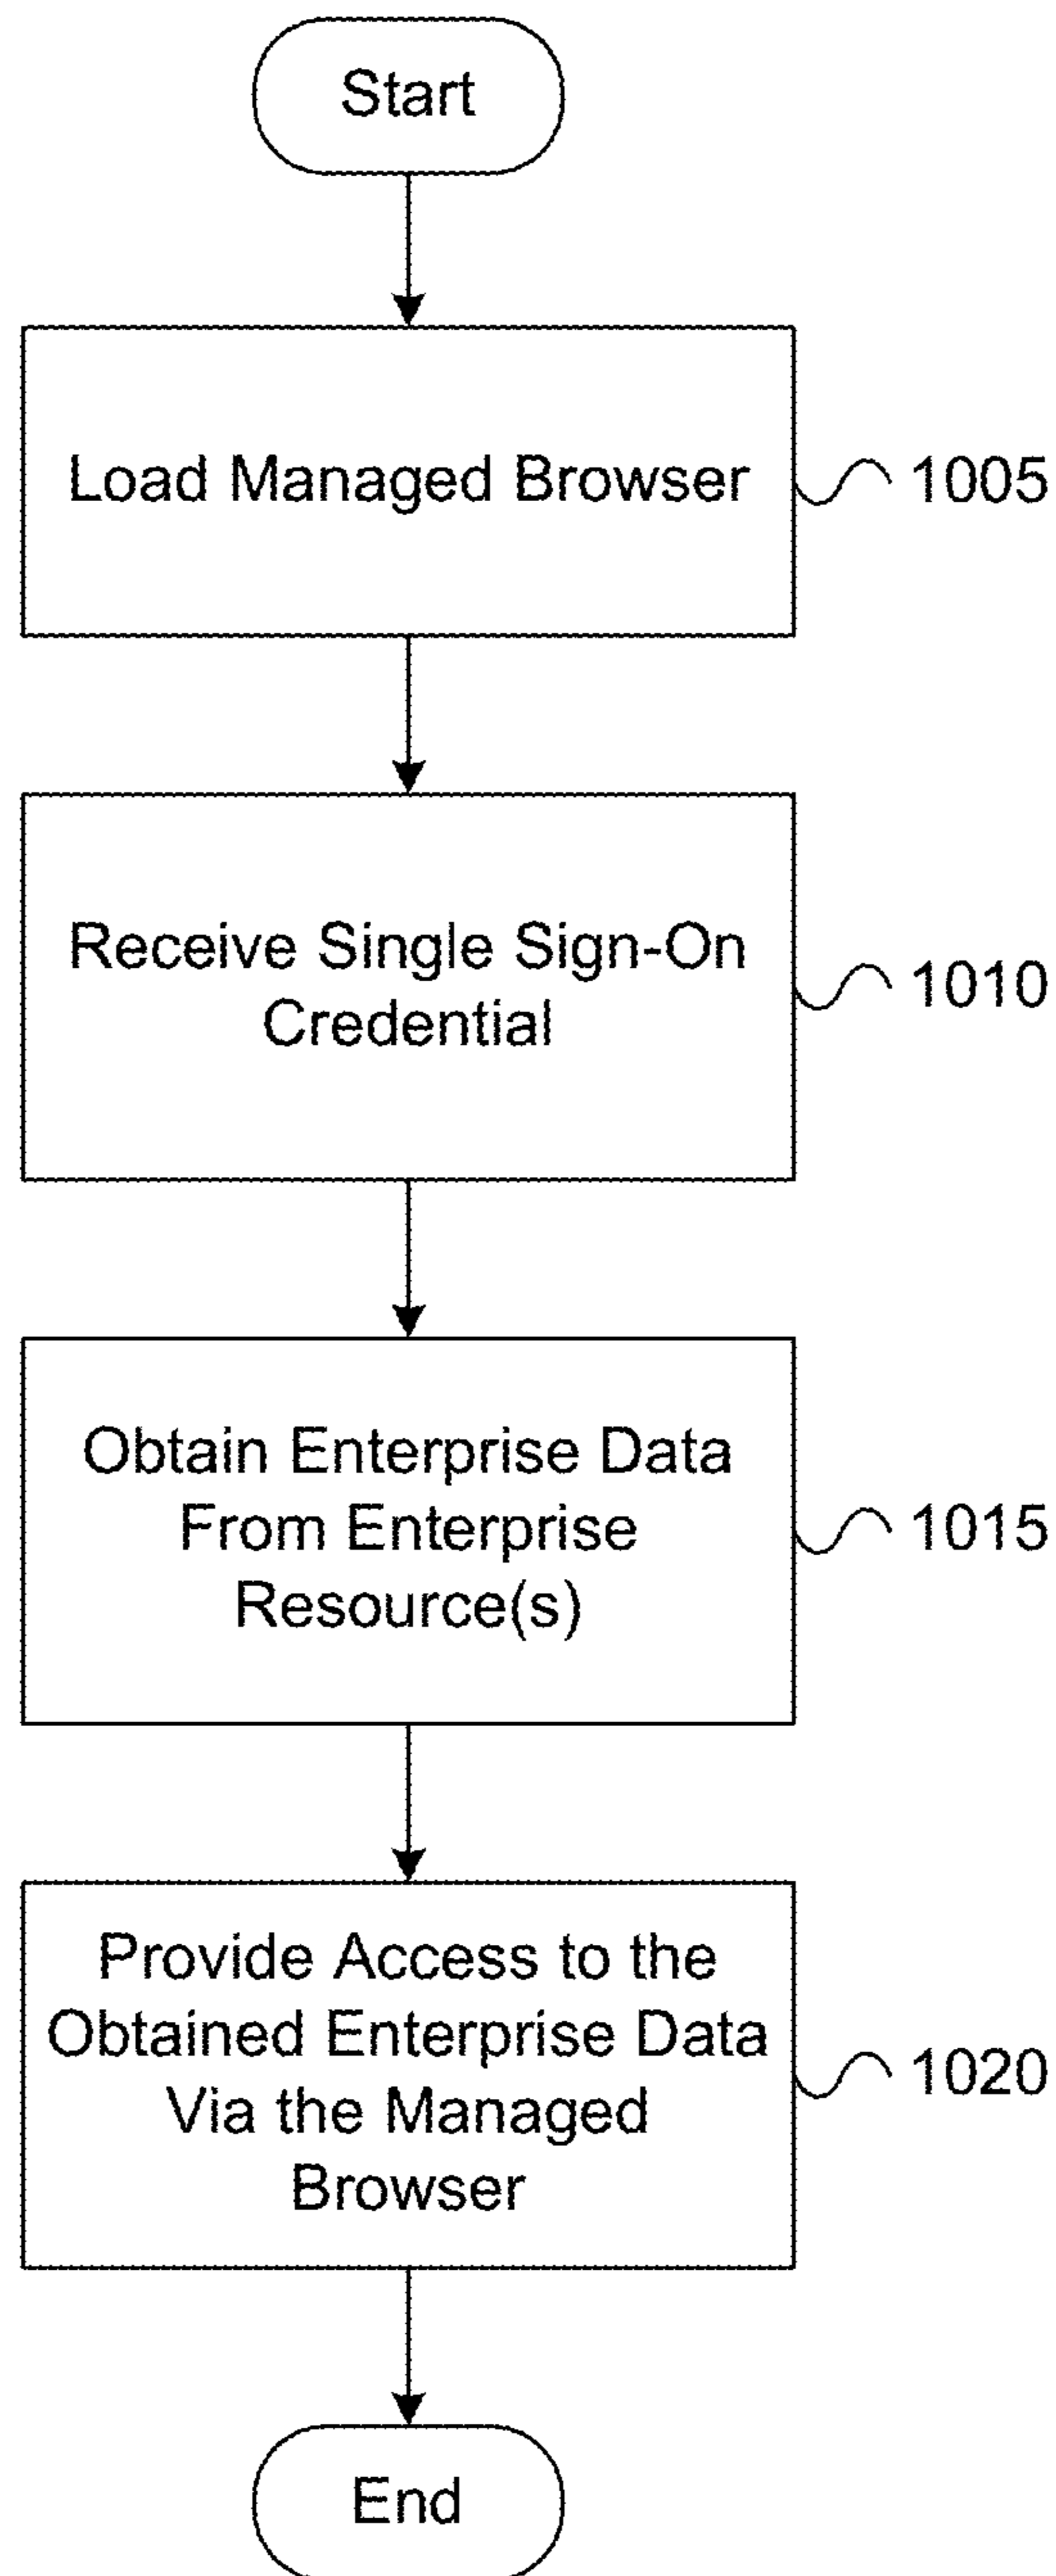 Start
Load Managed Browser
1005
Receive Single Sign-On
Credential
1010
Obtain Enterprise Data
From Enterprise
Resource(s)
1015
Provide Access to the
Obtained Enterprise Data
Via the Managed
Browser
1020
End